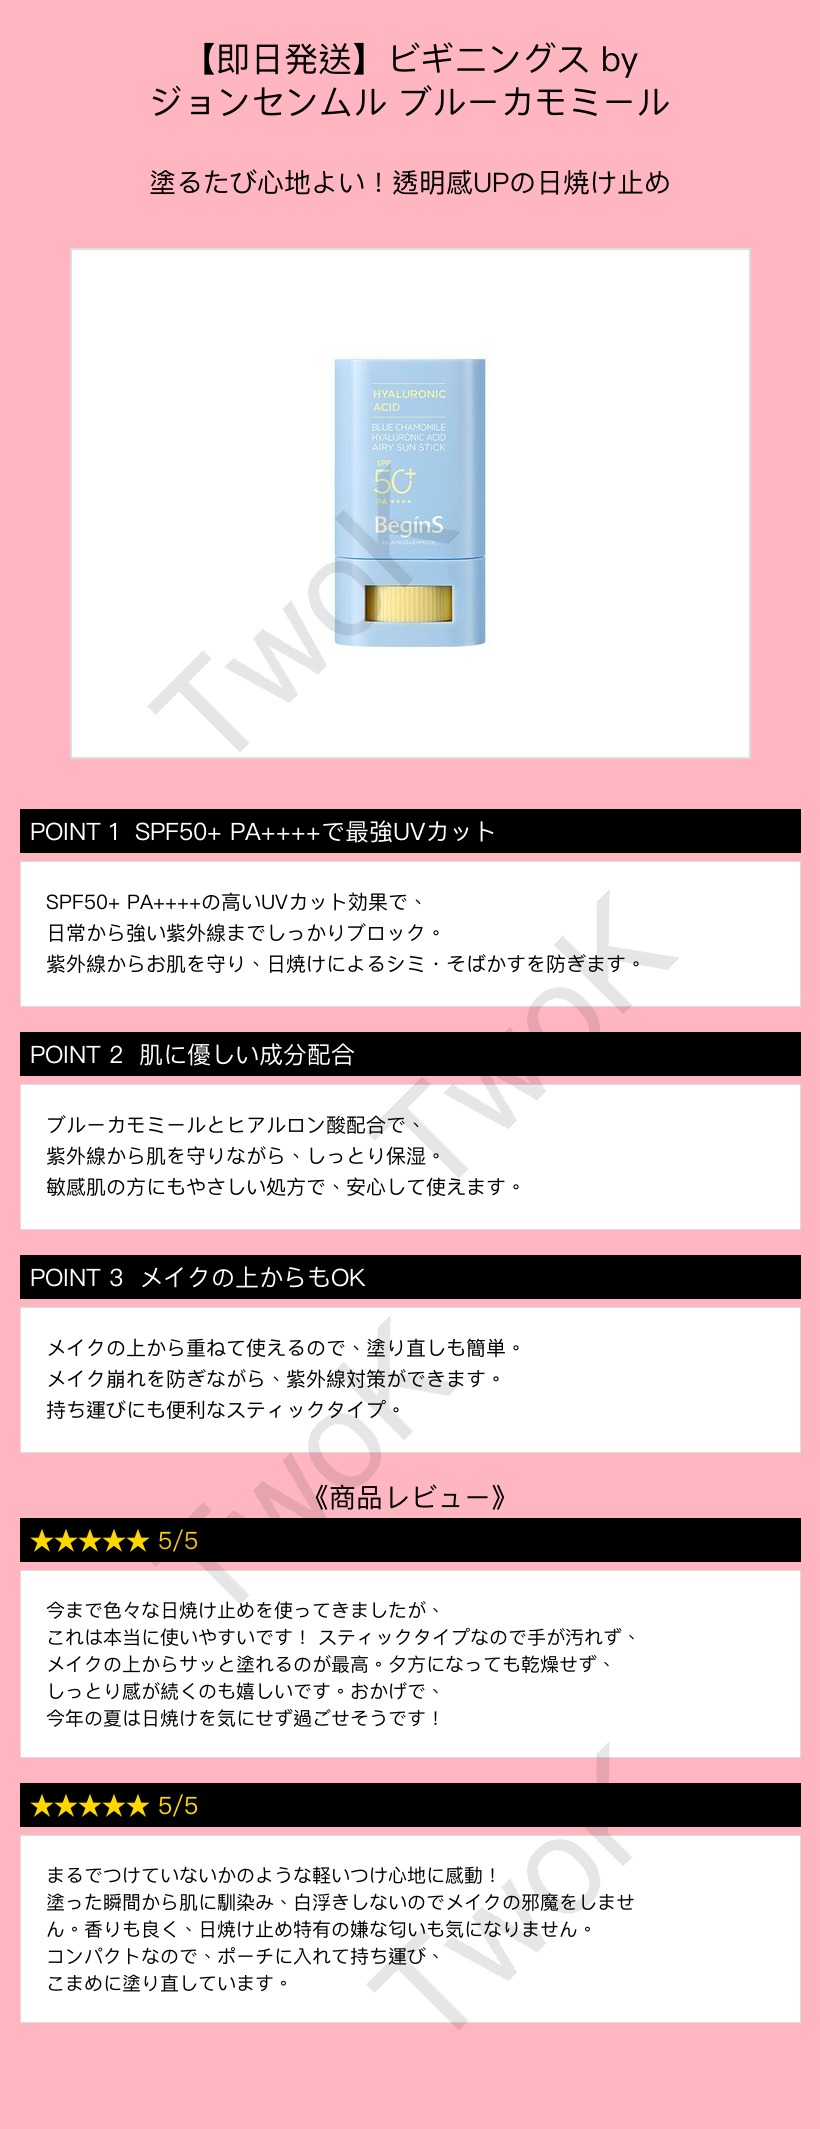 【即日発送】ビギニングス by
ジョンセンムル ブルーカモミール
塗るたび心地よい！透明感UPの日焼け止め
HYALURONIC
ACID
BLUE CHAMOMILE
HYALURONIC ACID
AIRY SUN STICK
SPF
50+
PA ++++
BeginS
by JUNGSAEMMOOL
TwoK
POINT 1 SPF50+ PA++++で最強UVカット
SPF50+ PA++++の高いUVカット効果で、
日常から強い紫外線までしっかりブロック。
紫外線からお肌を守り、日焼けによるシミ・そばかすを防ぎます。
TwoK
POINT 2 肌に優しい成分配合
ブルーカモミールとヒアルロン酸配合で、
紫外線から肌を守りながら、しっとり保湿。
敏感肌の方にもやさしい処方で、安心して使えます。
POINT 3 メイクの上からもOK
メイクの上から重ねて使えるので、塗り直しも簡単。
メイク崩れを防ぎながら、紫外線対策ができます。
持ち運びにも便利なスティックタイプ。
TwoK
《商品レビュー》
★★★★★ 5/5
今まで色々な日焼け止めを使ってきましたが、
これは本当に使いやすいです！ スティックタイプなので手が汚れず、
メイクの上からサッと塗れるのが最高。夕方になっても乾燥せず、
しっとり感が続くのも嬉しいです。おかげで、
今年の夏は日焼けを気にせず過ごせそうです！
★★★★★ 5/5
まるでつけていないかのような軽いつけ心地に感動！
塗った瞬間から肌に馴染み、白浮きしないのでメイクの邪魔をしませ
ん。香りも良く、日焼け止め特有の嫌な匂いも気になりません。
コンパクトなので、ポーチに入れて持ち運び、
こまめに塗り直しています。
TwoK